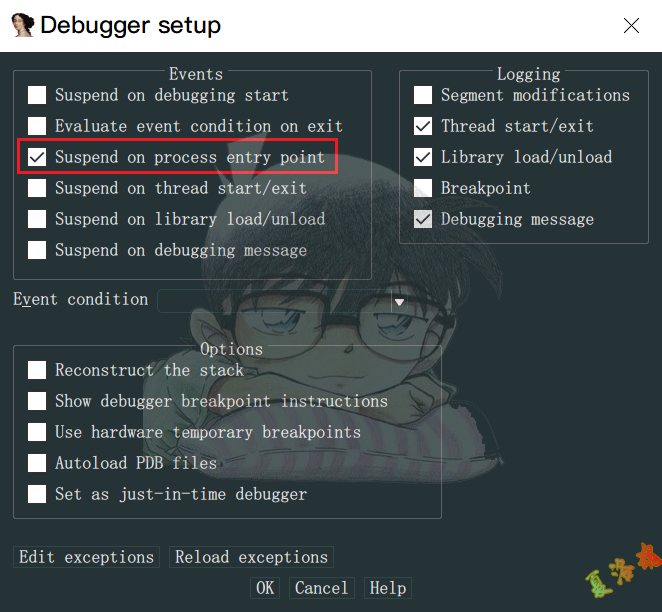 Debugger setup
Events
Suspend on debugging start
Evaluate event condition on exit
Suspend on process entry point
Suspend on thread start/exit
Suspend on library load/unload
Suspend on debugging message
Logging
Segment modifications
Thread start/exit
Library load/unload
Breakpoint
Debugging message
Event condition
Options
Reconstruct the stack
Show debugger breakpoint instructions
Use hardware temporary breakpoints
Autoload PDB files
Set as just-in-time debugger
Edit exceptions
Reload exceptions
OK
Cancel
Help